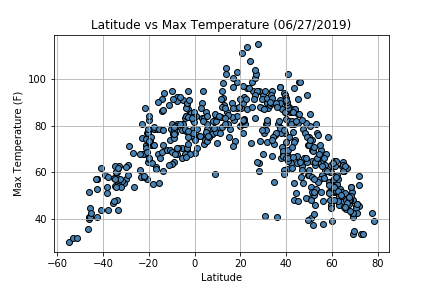 Latitude vs Max Temperature (06/27/2019)
100
80
60
40
Max Temperature (F)
−60 −40 −20 0 20 40 60 80
Latitude